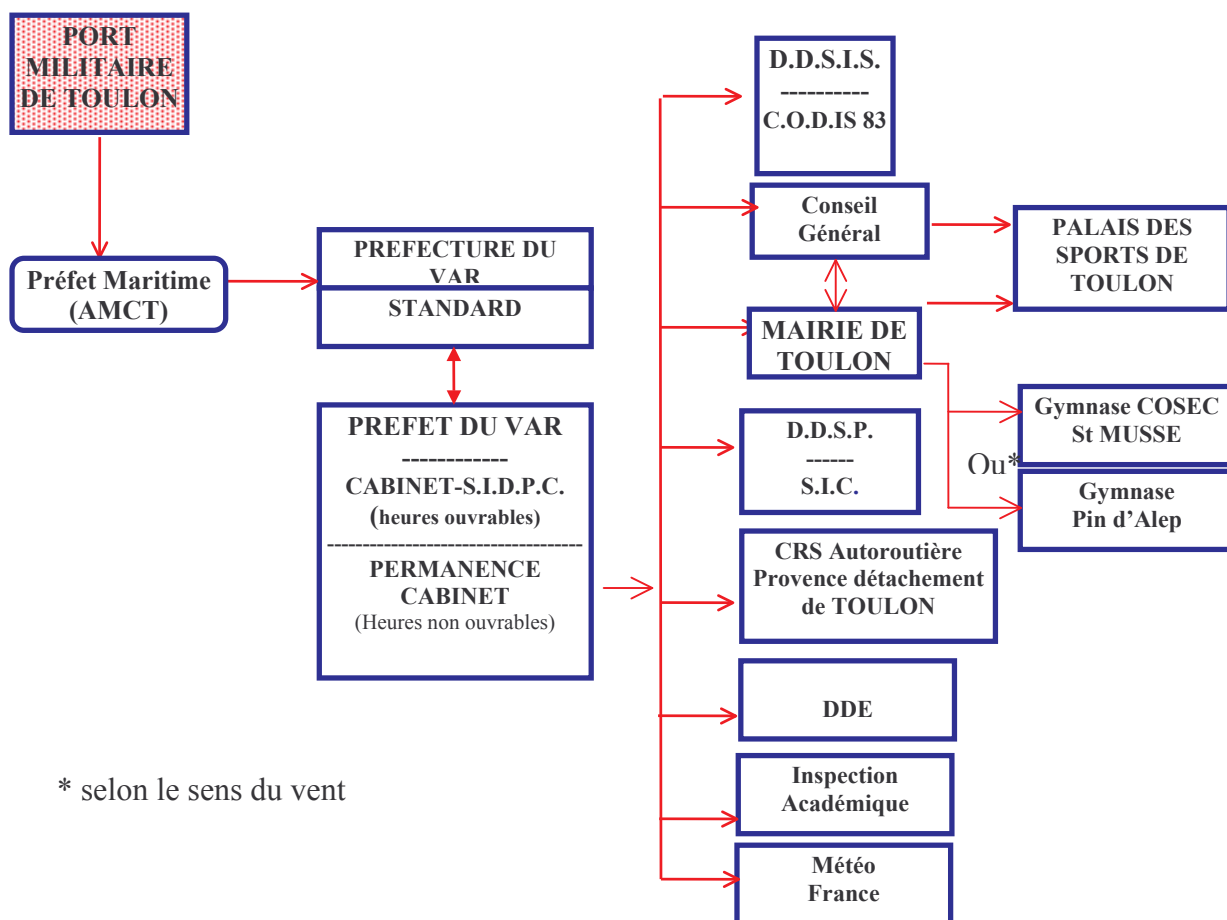 PORT
MILITAIRE
DE TOULON
Préfet Maritime
(AMCT)
PREFECTURE DU
VAR
STANDARD
PREFET DU VAR
------------
CABINET-S.I.D.P.C.
(heures ouvrables)
-----------------------------------
PERMANENCE
CABINET
(Heures non ouvrables)
D.D.S.I.S.
----------
C.O.D.IS 83
Conseil
Général
MAIRIE DE
TOULON
D.D.S.P.
------
S.I.C.
CRS Autoroutière
Provence détachement
de TOULON
DDE
Inspection
Académique
Météo
France
PALAIS DES
SPORTS DE
TOULON
Gymnase COSEC
St MUSSE
Ou*
Gymnase
Pin d’Alep
* selon le sens du vent